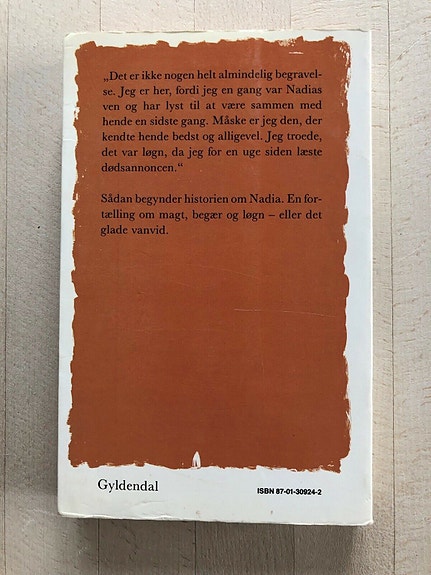 „Det er ikke nogen helt almindelig begravel-
se. Jeg er her, fordi jeg en gang var Nadias
ven og har lyst til at være sammen med
hende en sidste gang. Måske er jeg den, der
kendte hende bedst og alligevel. Jeg troede,
det var løgn, da jeg for en uge siden læste
dødsannoncen.“
Sådan begynder historien om Nadia. En for-
tælling om magt, begær og løgn – eller det
glade vanvid.
Gyldendal
ISBN 87-01-30924-2